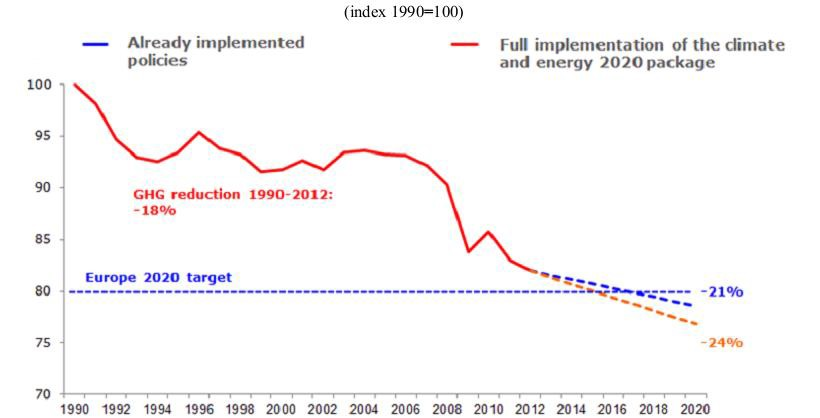 (index 1990=100)
Already implemented
policies
Full implementation of the climate
and energy 2020 package
100
95
90
85
80
75
70
GHG reduction 1990-2012:
-18%
Europe 2020 target
-21%
-24%
1990 1992 1994 1996 1998 2000 2002 2004 2006 2008 2010 2012 2014 2016 2018 2020